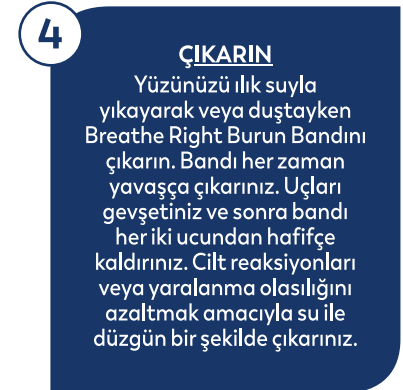 4
ÇIKARIN
Yüzünüzü ılık suyla
yıkayarak veya duştayken
Breathe Right Burun Bandını
çıkarın. Bandı her zaman
yavaşça çıkarınız. Uçları
gevşetiniz ve sonra bandı
her iki ucundan hafifçe
kaldırınız. Cilt reaksiyonları
veya yaralanma olasılığını
azaltmak amacıyla su ile
düzgün bir şekilde çıkarınız.